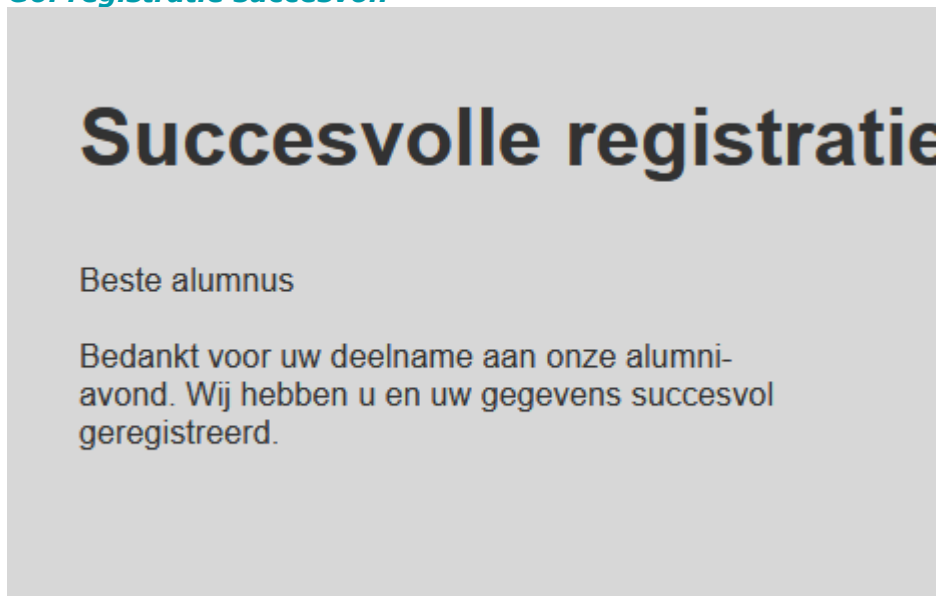 registratie succesvol!
Succesvolle registratie
Beste alumnus
Bedankt voor uw deelname aan onze alumni-
avond. Wij hebben u en uw gegevens succesvol
geregistreerd.